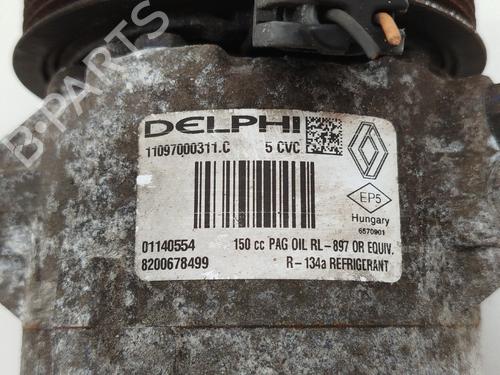 DELPHI
11097000311.C 5 CVC
EP5
Hungary
6570901
01140554 150 cc PAG OIL RL-897 OR EQUIV.
8200678499 R-134a REFRIGERANT
B-PARTS